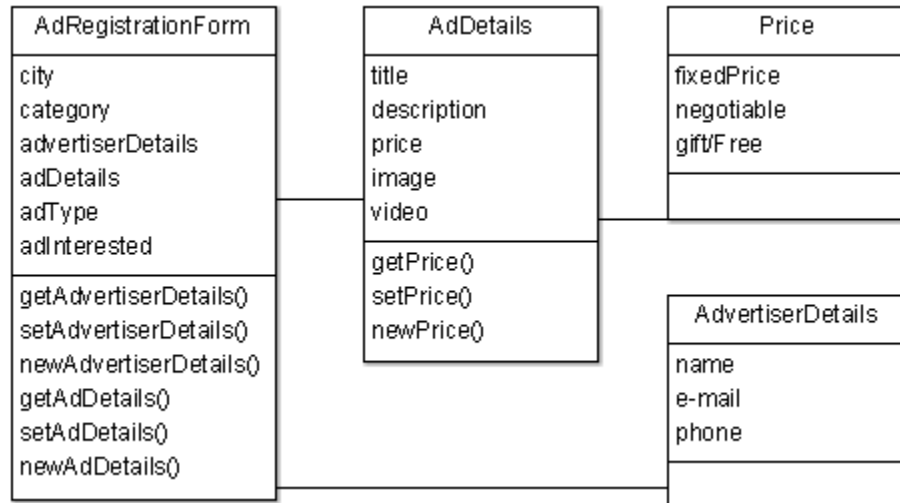 AdRegistrationForm
city
category
advertiserDetails
adDetails
adType
adInterested
getAdvertiserDetails()
setAdvertiserDetails()
newAdvertiserDetails()
getAdDetails()
setAdDetails()
newAdDetails()
AdDetails
title
description
price
image
video
getPrice()
setPrice()
newPrice()
Price
fixedPrice
negotiable
gift/Free
AdvertiserDetails
name
e-mail
phone